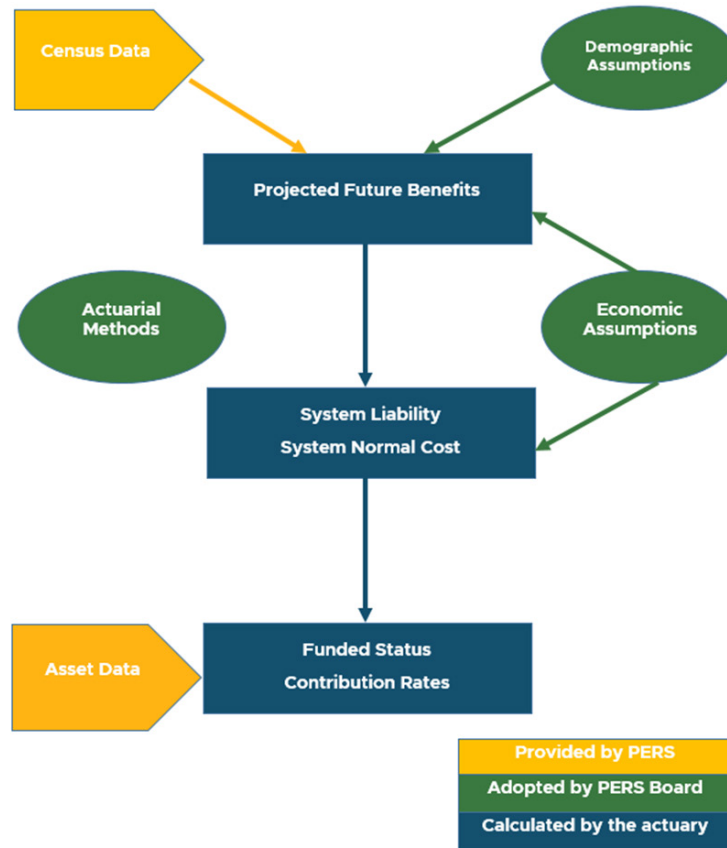 Census Data
Demographic
Assumptions
Projected Future Benefits
Actuarial
Methods
Economic
Assumptions
System Liability
System Normal Cost
Asset Data
Funded Status
Contribution Rates
Provided by PERS
Adopted by PERS Board
Calculated by the actuary